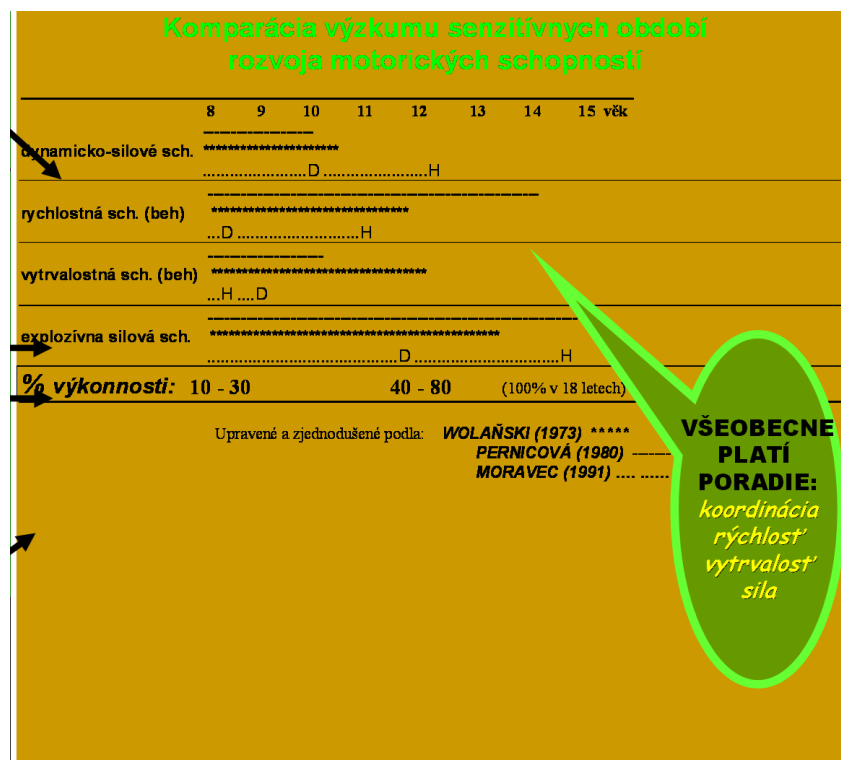 Komparácia výzkumu senzitívnych období
rozvoja motorických schopností
8 9 10 11 12 13 14 15 věk
--------------------
dynamicko-silové sch. **********************
.......................D .......................H
------------------------------------------------------------
rychlostná sch. (beh) ********************************
...D ...........................H
---------------------
vytrvalostná sch. (beh) ***********************************
...H ....D
--------------------------------------------------------------------
explozívna silová sch. ***********************************************
..........................................D ................................H
% výkonnosti: 10 - 30 40 - 80 (100% v 18 letech)
Upravené a zjednodušené podla: WOLAŇSKI (1973) *****
PERNICOVÁ (1980) --------
MORAVEC (1991) .... ......
VŠEOBECNE
PLATÍ
PORADIE:
koordinácia
rýchlosť
vytrvalosť
sila